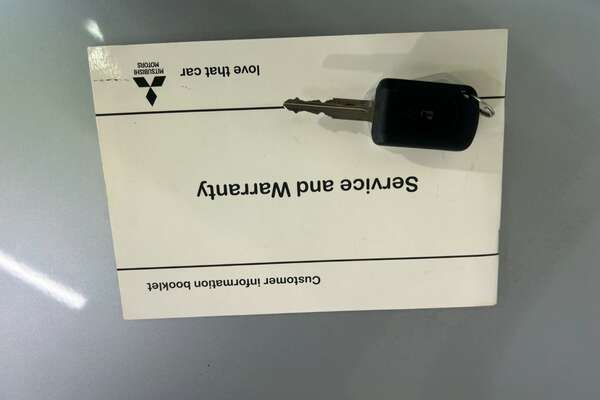 love that car
MITSUBISHI
MOTORS
Service and Warranty
Customer information booklet